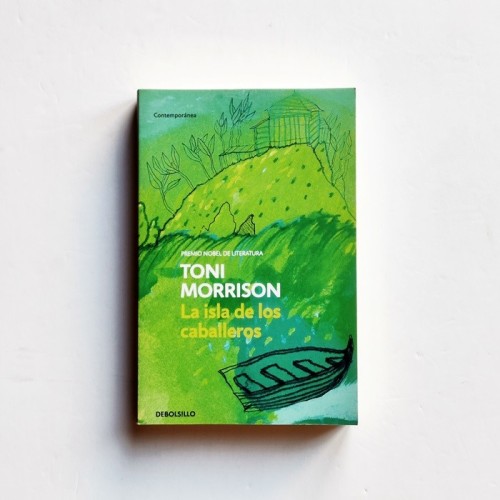 Contemporánea
PREMIO NOBEL DE LITERATURA
TONI
MORRISON
La isla de los
caballeros
DEBOLSILLO